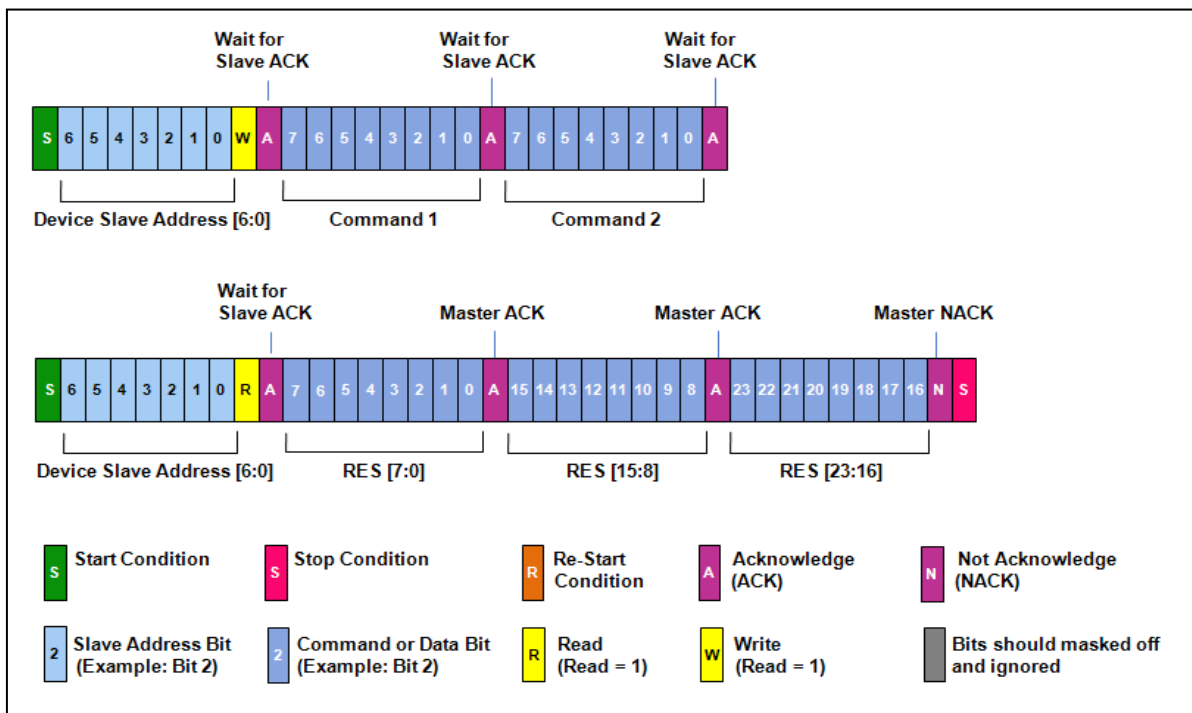 Wait for Wait for Wait for
Slave ACK Slave ACK Slave ACK
S 6 5 4 3 2 1 0 W A 7 6 5 4 3 2 1 0 A 7 6 5 4 3 2 1 0 A
Device Slave Address [6:0] Command 1 Command 2
Wait for
Slave ACK Master ACK Master ACK Master NACK
S 6 5 4 3 2 1 0 R A 7 6 5 4 3 2 1 0 A 15 14 13 12 11 10 9 8 A 23 22 21 20 19 18 17 16 N S
Device Slave Address [6:0] RES [7:0] RES [15:8] RES [23:16]
S Start Condition
S Stop Condition
R Re-Start
Condition
A Acknowledge
(ACK)
N Not Acknowledge
(NACK)
2 Slave Address Bit
(Example: Bit 2)
2 Command or Data Bit
(Example: Bit 2)
R Read
(Read = 1)
W Write
(Read = 1)
Bits should masked off
and ignored